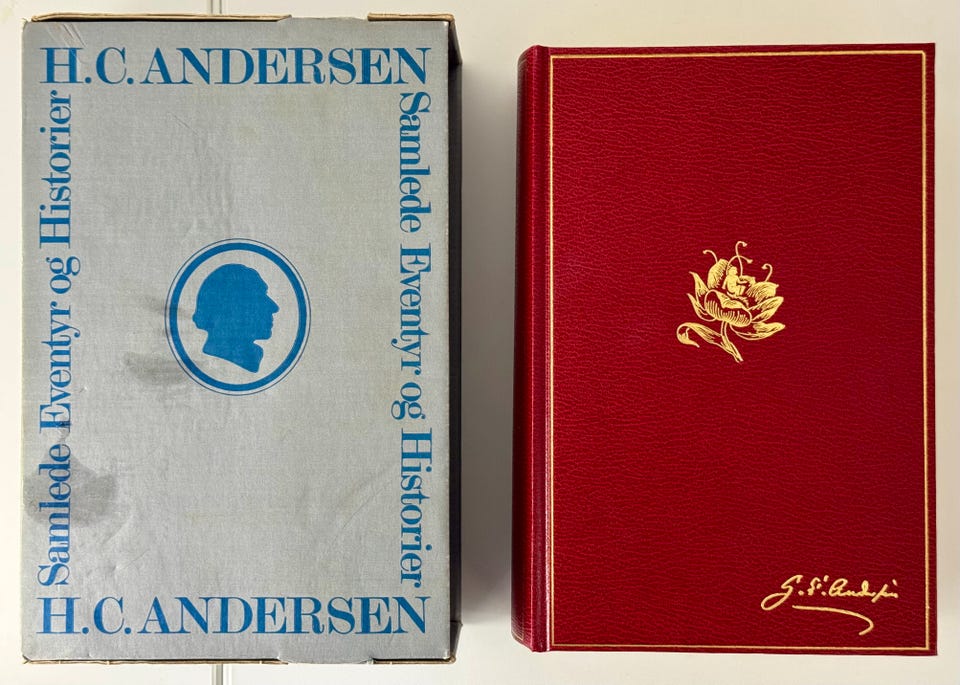 H.C. ANDERSEN
Samlede Eventyr og Historier
Samlede Eventyr og Historier
H.C. ANDERSEN